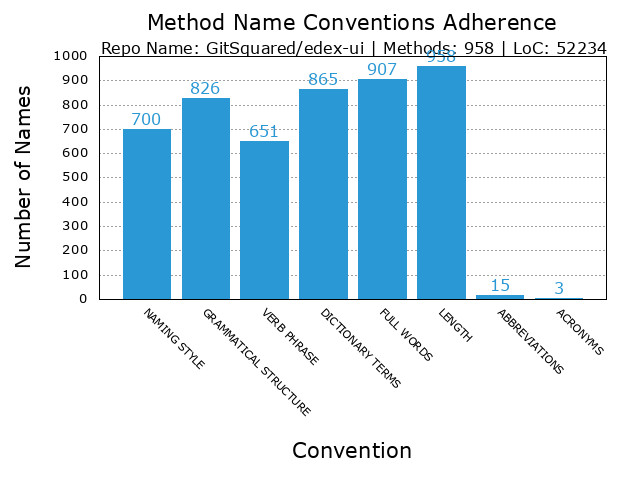 Method Name Conventions Adherence
Repo Name: GitSquared/edex-ui | Methods: 958 | LoC: 52234
Number of Names
1000
900
800
700
600
500
400
300
200
100
0
700
826
651
865
907
958
15
3
NAMING STYLE
GRAMMATICAL STRUCTURE
VERB PHRASE
DICTIONARY TERMS
FULL WORDS
LENGTH
ABBREVIATIONS
ACRONYMS
Convention